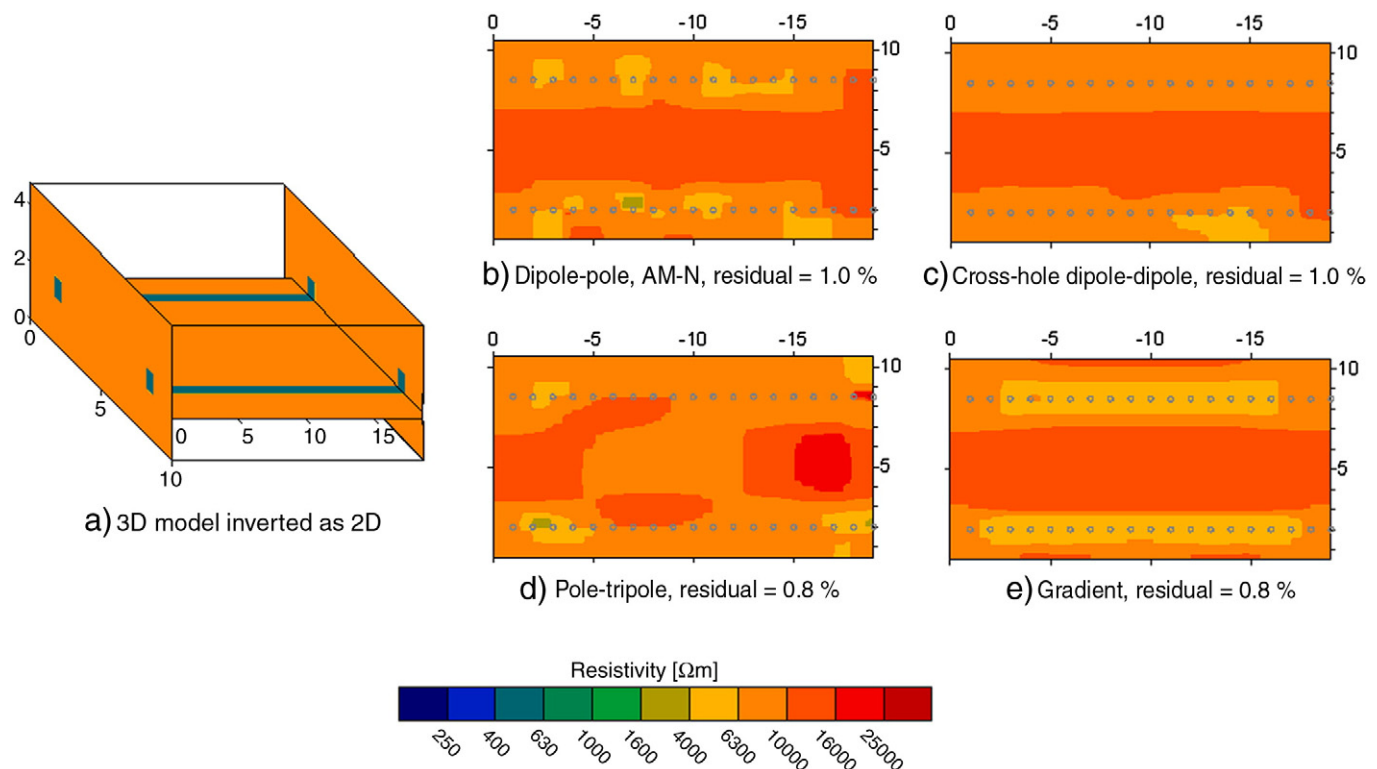 0 -5 -10 -15
10
5
b) Dipole-pole, AM-N, residual = 1.0 %
0 -5 -10 -15
10
5
c) Cross-hole dipole-dipole, residual = 1.0 %
4
2
0
0
5
10
0 5 10 15
a) 3D model inverted as 2D
0 -5 -10 -15
10
5
d) Pole-tripole, residual = 0.8 %
0 -5 -10 -15
10
5
e) Gradient, residual = 0.8 %
Resistivity [Ωm]
250 400 630 1000 1600 4000 6300 10000 16000 25000